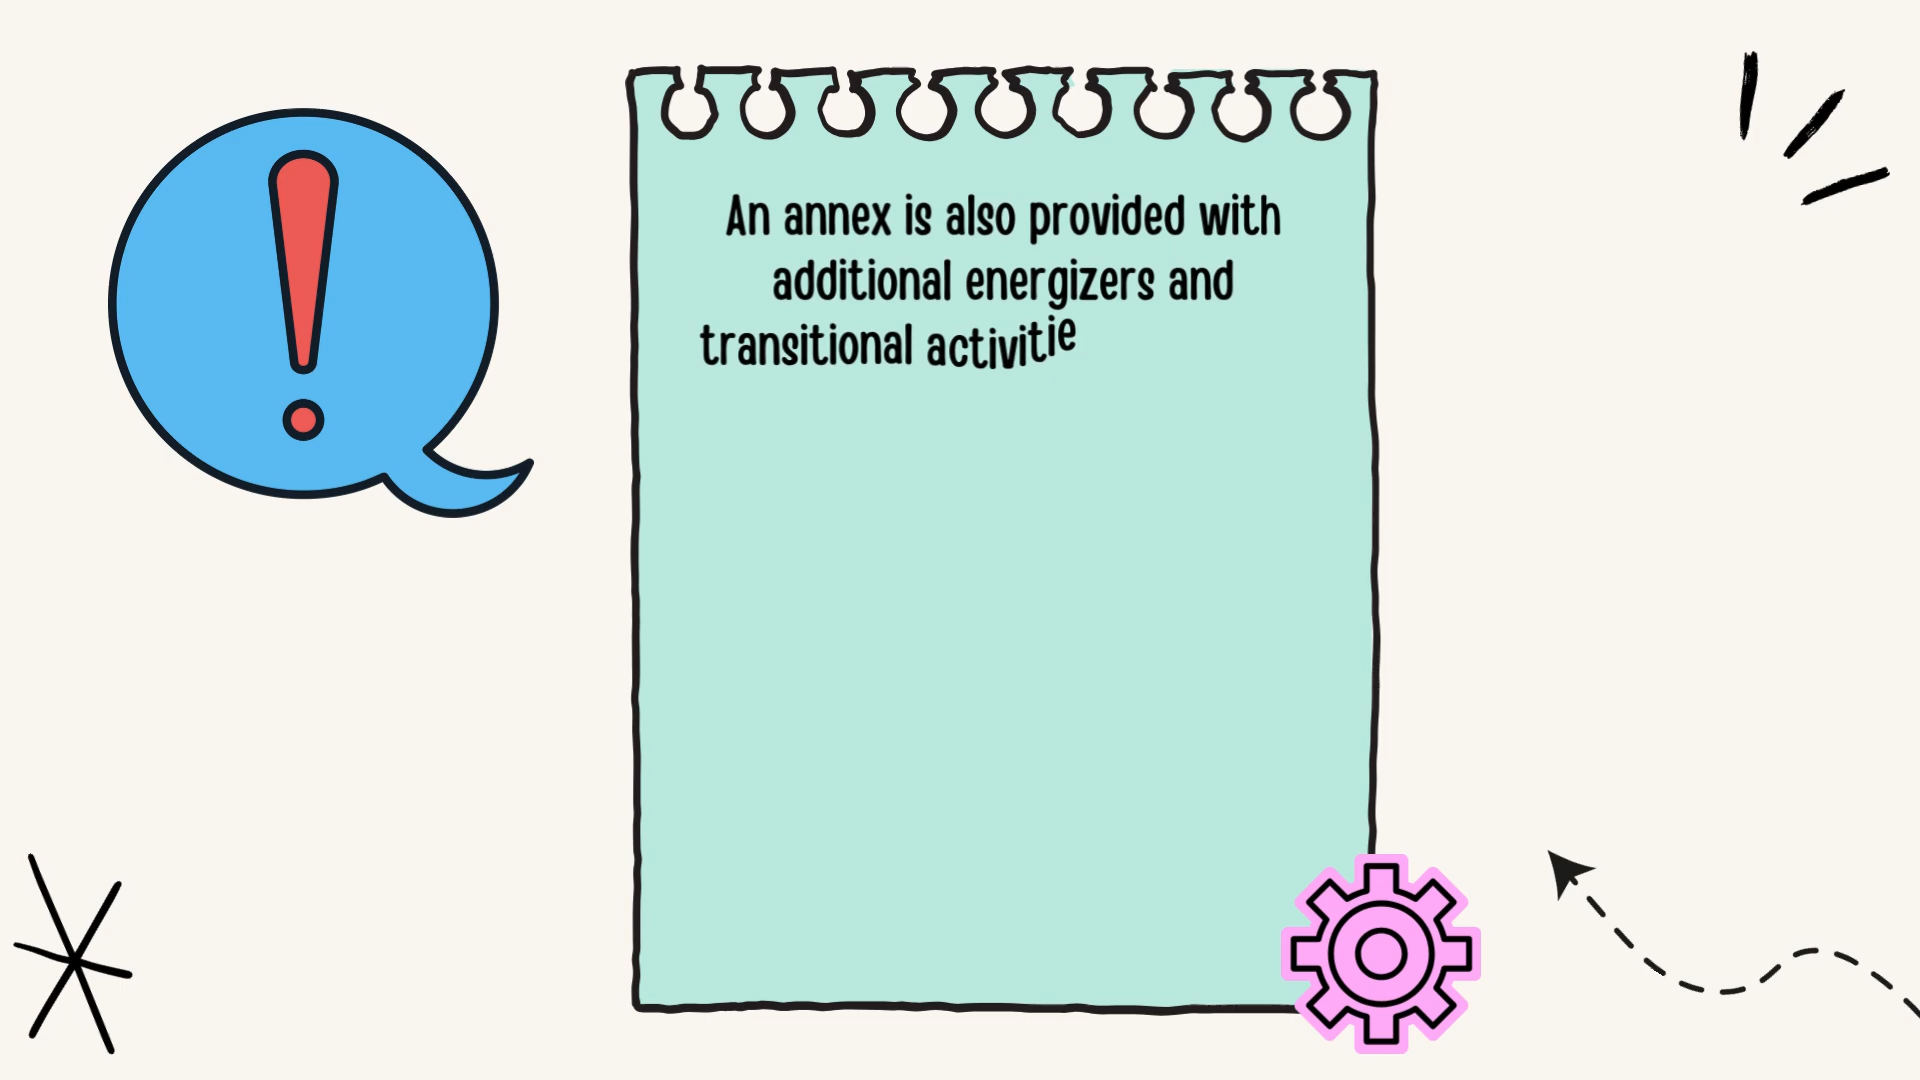 An annex is also provided with
additional energizers and
transitional activitie